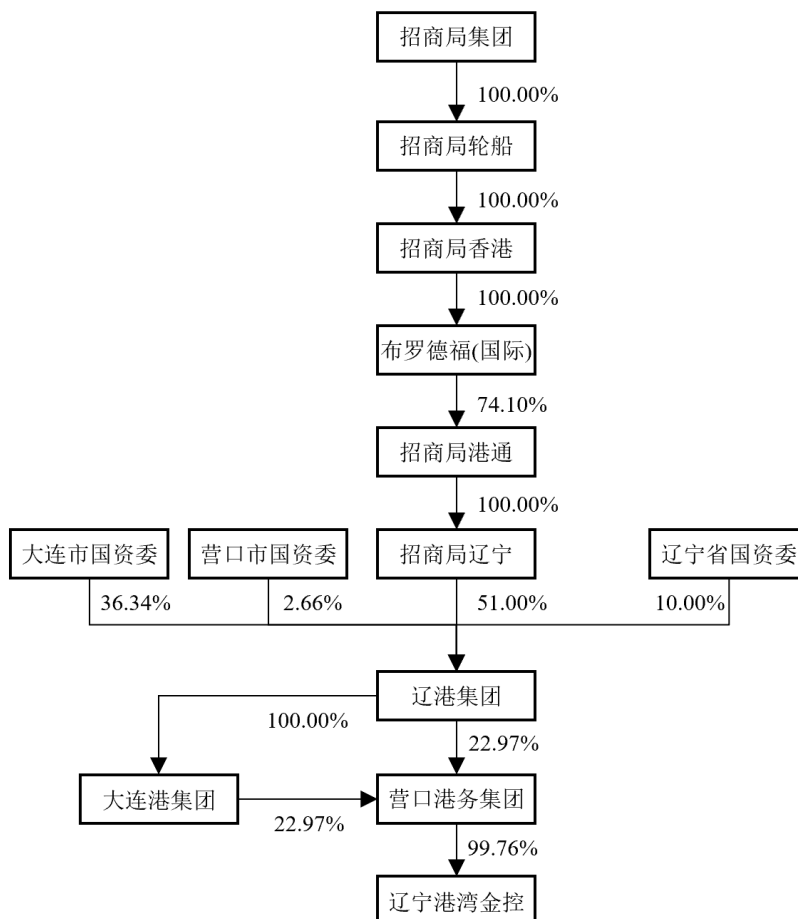 招商局集团
100.00%
招商局轮船
100.00%
招商局香港
100.00%
布罗德福(国际)
74.10%
招商局港通
100.00%
大连市国资委
营口市国资委
招商局辽宁
辽宁省国资委
36.34%
2.66%
51.00%
10.00%
辽港集团
100.00%
22.97%
大连港集团
营口港务集团
22.97%
99.76%
辽宁港湾金控